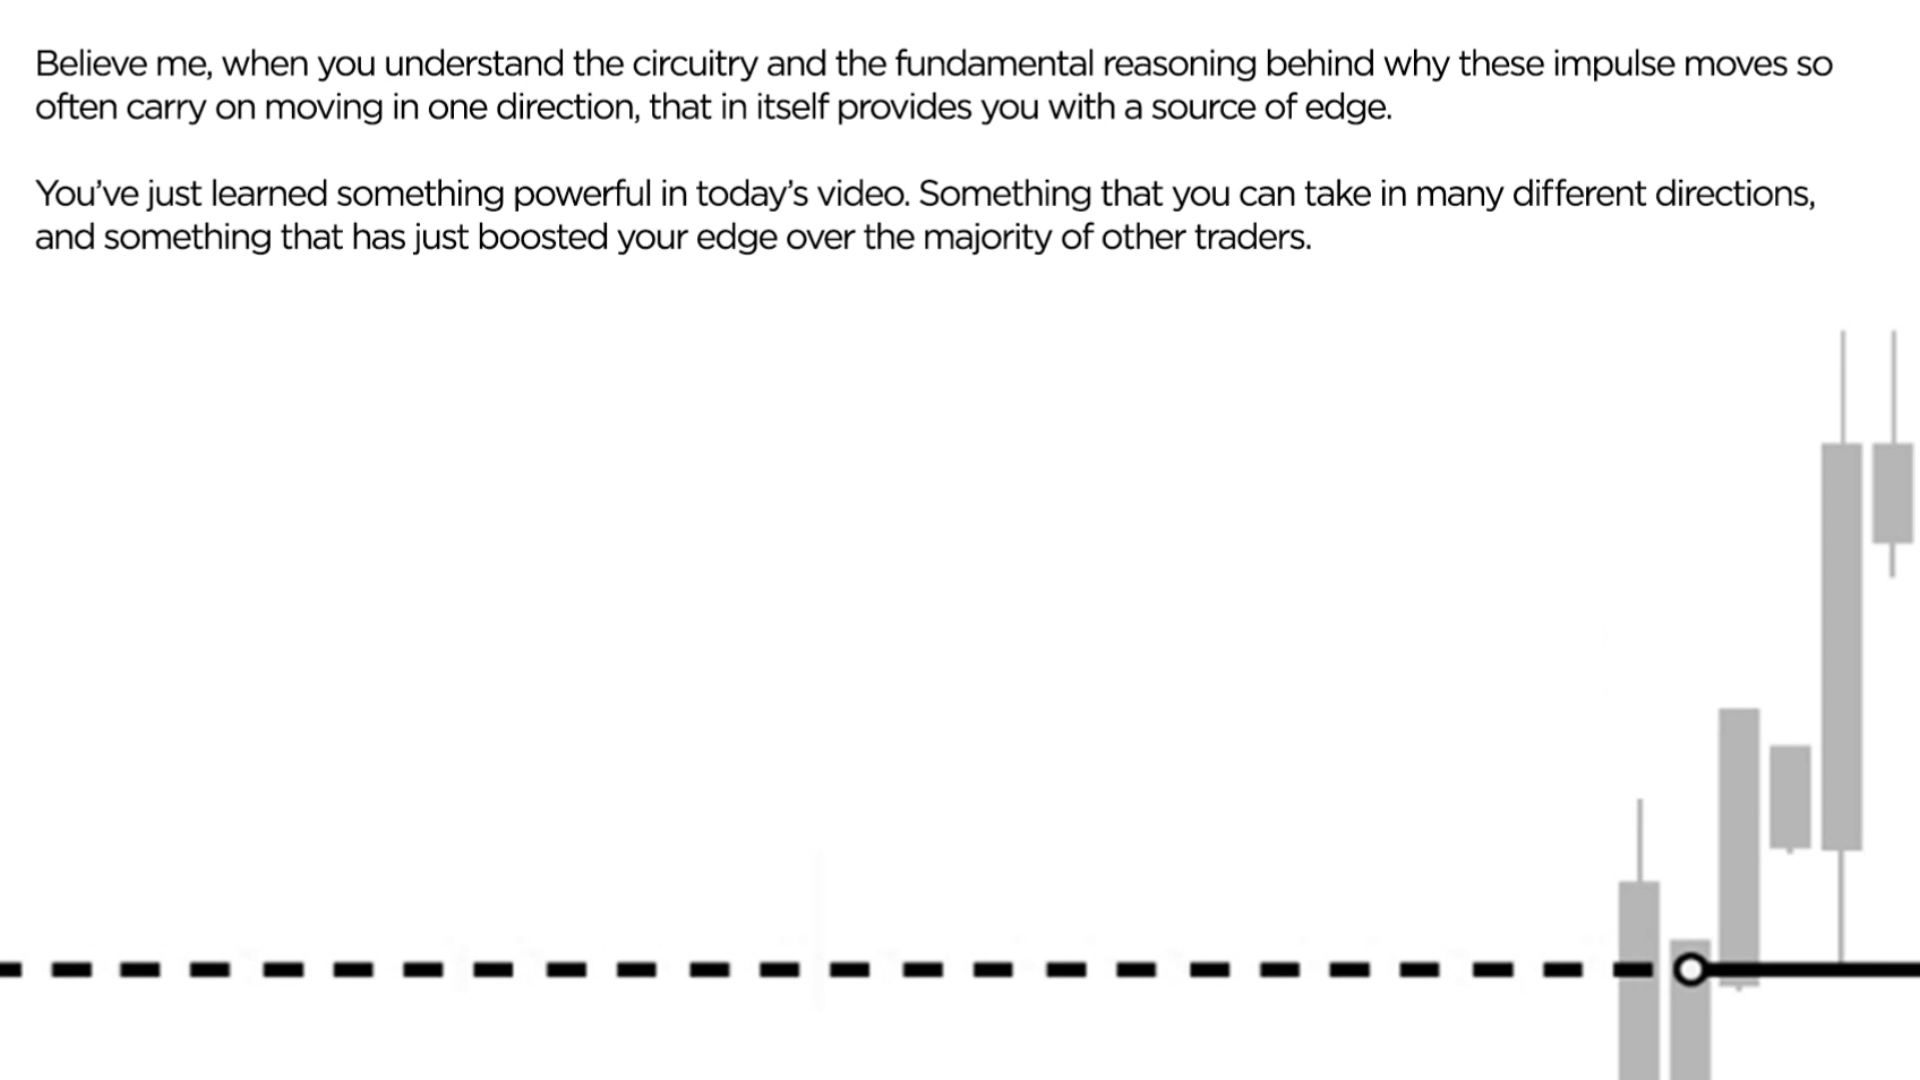 Believe me, when you understand the circuitry and the fundamental reasoning behind why these impulse moves so
often carry on moving in one direction, that in itself provides you with a source of edge.
You’ve just learned something powerful in today’s video. Something that you can take in many different directions,
and something that has just boosted your edge over the majority of other traders.